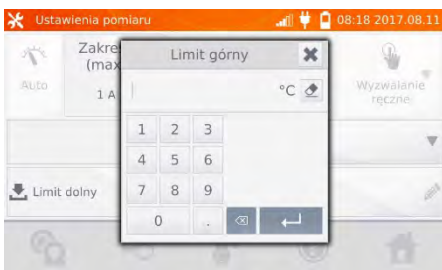 Ustawienia pomiaru 08:18 2017.08.11
Zakres
(max
1 A
Auto
Limit górny
°C
Wyzwalanie
ręczne
1 2 3
4 5 6
7 8 9
0 .
Limit dolny